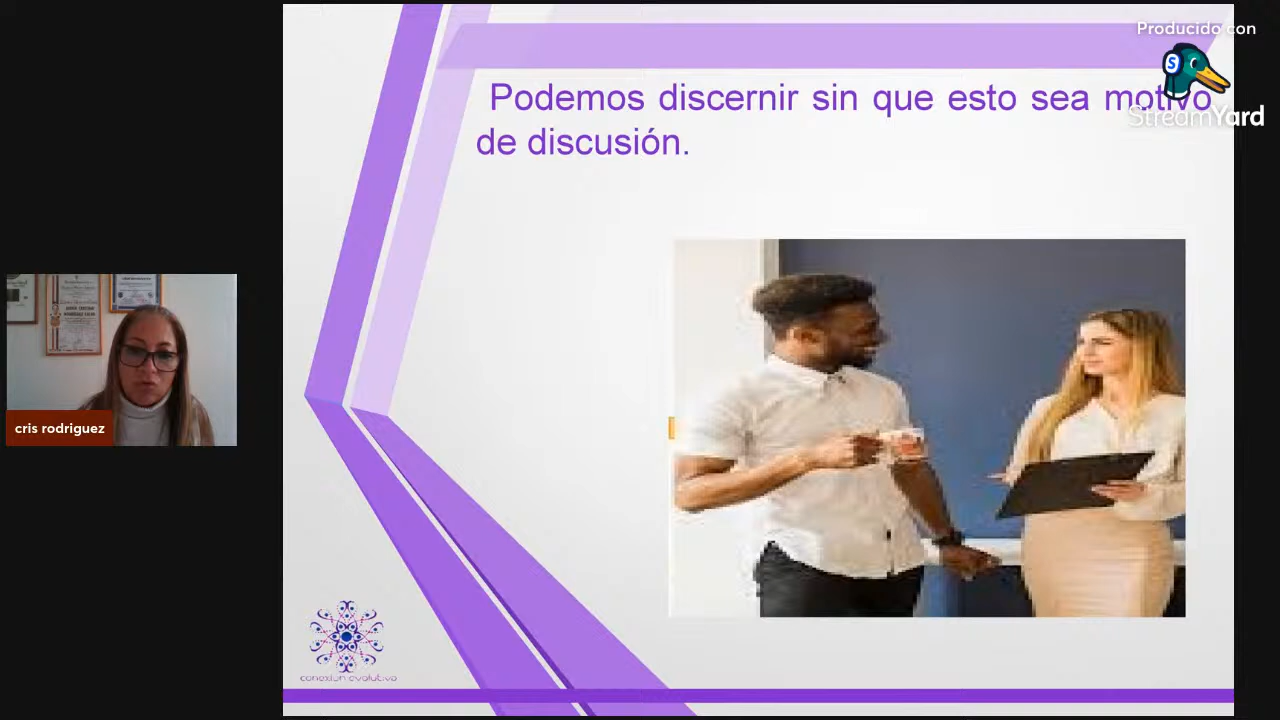 Producido con
StreamYard
Podemos discernir sin que esto sea motivo
de discusión.
cris rodriguez
conexión evolutiva